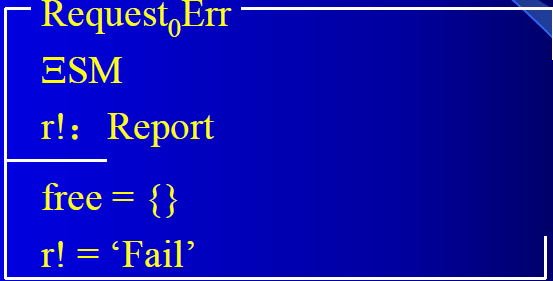 Request₀Err
ΞSM
r!：Report
free = {}
r! = ‘Fail’